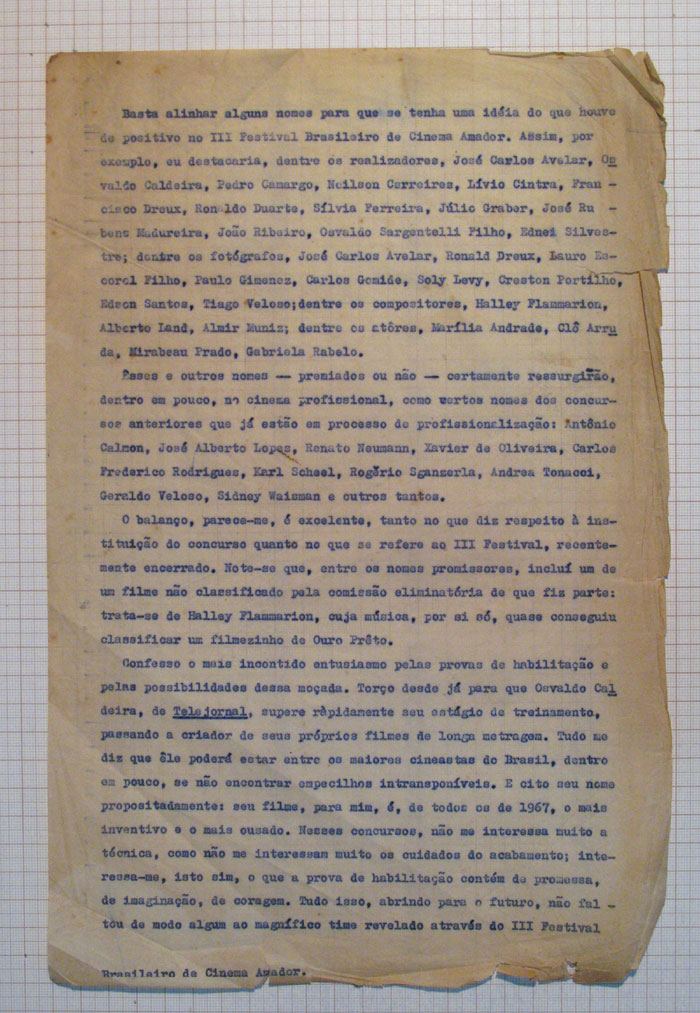 Basta alinhar alguns nomes para que se tenha uma idéia do que houve
de positivo no III Festival Brasileiro de Cinema Amador. Assim, por
exemplo, eu destacaria, dentre os realizadores, José Carlos Avelar, Os
valdo Caldeira, Pedro Camargo, Neilson Carreires, Lívio Cintra, Fran -
cisco Dreux, Ronaldo Duarte, Sílvia Ferreira, Júlio Graber, José Ru -
bens Madureira, João Ribeiro, Osvaldo Sargentelli Filho, Ednei Silves-
tre; dentre os fotógrafos, José Carlos Avelar, Ronald Dreux, Lauro Es-
corel Filho, Paulo Gimenez, Carlos Gomide, Soly Levy, Creston Portilho,
Edson Santos, Tiago Veloso;dentre os compositores, Halley Flammarion,
Alberto Land, Almir Muniz; dentre os atôres, Marília Andrade, Clô Arru
da, Mirabeau Prado, Gabriela Rabelo.
Êsses e outros nomes — premiados ou não — certamente ressurgirão,
dentro em pouco, no cinema profissional, como certos nomes dos concur-
sos anteriores que já estão em processo de profissionalização: Antônio
Calmon, José Alberto Lopes, Renato Neumann, Xavier de Oliveira, Carlos
Frederico Rodrigues, Karl Scheel, Rogério Sganzerla, Andrea Tonacci,
Geraldo Veloso, Sidney Waisman e outros tantos.
O balanço, parece-me, é excelente, tanto no que diz respeito à ins-
tituição do concurso quanto no que se refere ao III Festival, recente-
mente encerrado. Note-se que, entre os nomes promissores, incluí um de
um filme não classificado pela comissão eliminatória de que fiz parte:
trata-se de Halley Flammarion, cuja música, por si só, quase conseguiu
classificar um filmezinho de Ouro Prêto.
Confesso o mais incontido entusiasmo pelas provas de habilitação e
pelas possibilidades dessa moçada. Torço desde já para que Osvaldo Cal
deira, de Telejornal, supere ràpidamente seu estágio de treinamento,
passando a criador de seus próprios filmes de longa metragem. Tudo me
diz que êle poderá estar entre os maiores cineastas do Brasil, dentro
em pouco, se não encontrar empecilhos intransponíveis. E cito seu nome
propositadamente: seu filme, para mim, é, de todos os de 1967, o mais
inventivo e o mais ousado. Nesses concursos, não me interessa muito a
técnica, como não me interessam muito os cuidados do acabamento; inte-
ressa-me, isto sim, o que a prova de habilitação contém de promessa,
de imaginação, de coragem. Tudo isso, abrindo para o futuro, não fal -
tou de modo algum ao magnífico time revelado através do III Festival
Brasileiro de Cinema Amador.